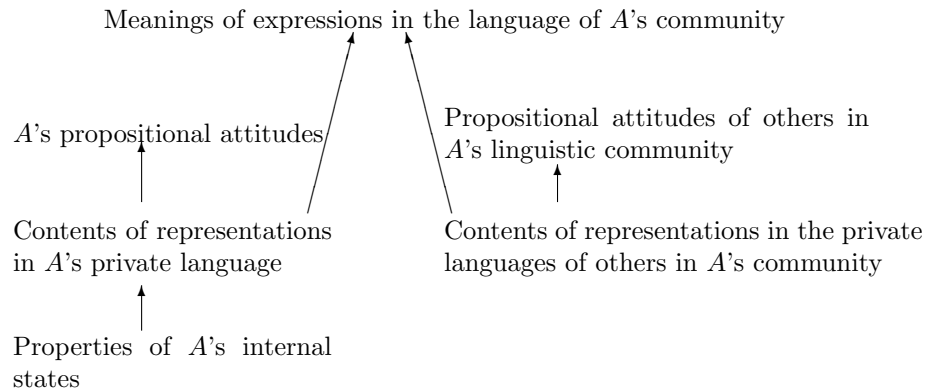 Meanings of expressions in the language of A's community
A's propositional attitudes
Propositional attitudes of others in
A's linguistic community
Contents of representations
in A's private language
Contents of representations in the private
languages of others in A's community
Properties of A's internal
states